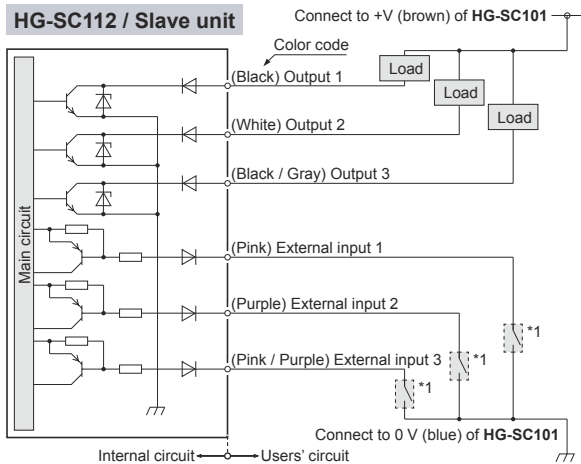 HG-SC112 / Slave unit
Connect to +V (brown) of HG-SC101
Color code
(Black) Output 1
Load
Load
Load
(White) Output 2
(Black / Gray) Output 3
Main circuit
(Pink) External input 1
(Purple) External input 2
*1
*1
(Pink / Purple) External input 3
*1
Connect to 0 V (blue) of HG-SC101
Internal circuit
Users' circuit